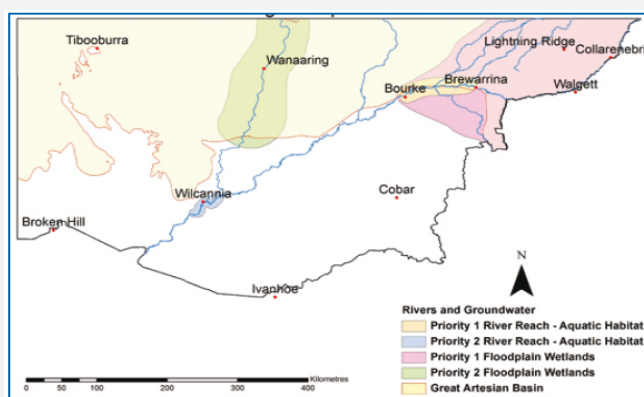 Tibooburra
Lightning Ridge
Collarenebri
Wanaaring
Bourke
Brewarrina
Walgett
Wilcannia
Cobar
Broken Hill
Ivanhoe
N
Rivers and Groundwater
Priority 1 River Reach - Aquatic Habitat
Priority 2 River Reach - Aquatic Habitat
Priority 1 Floodplain Wetlands
Priority 2 Floodplain Wetlands
Great Artesian Basin
Kilometres
0 50 100 200 300 400